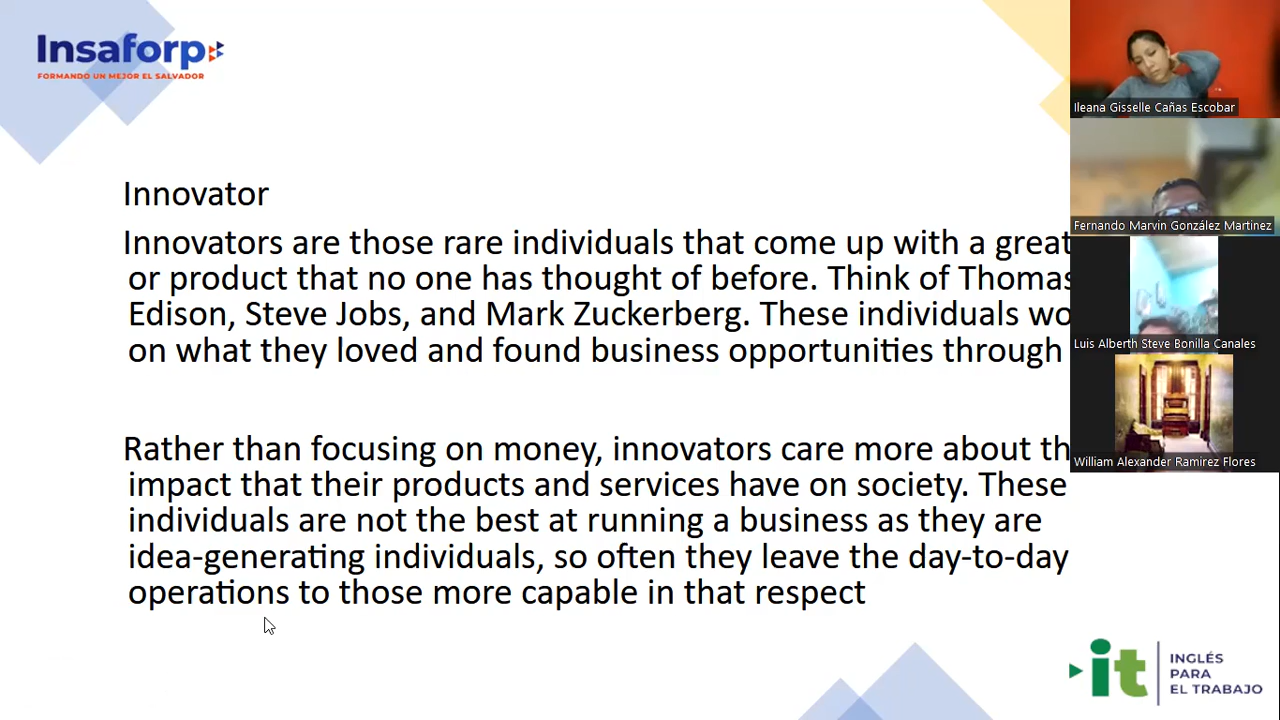 Insaforp
FORMANDO UN MEJOR EL SALVADOR
Innovator
Innovators are those rare individuals that come up with a great
or product that no one has thought of before. Think of Thomas
Edison, Steve Jobs, and Mark Zuckerberg. These individuals wo
on what they loved and found business opportunities through
Rather than focusing on money, innovators care more about th
impact that their products and services have on society. These
individuals are not the best at running a business as they are
idea-generating individuals, so often they leave the day-to-day
operations to those more capable in that respect
Ileana Gisselle Cañas Escobar
Fernando Marvin González Martinez
Luis Alberth Steve Bonilla Canales
William Alexander Ramirez Flores
it
INGLÉS
PARA
EL TRABAJO